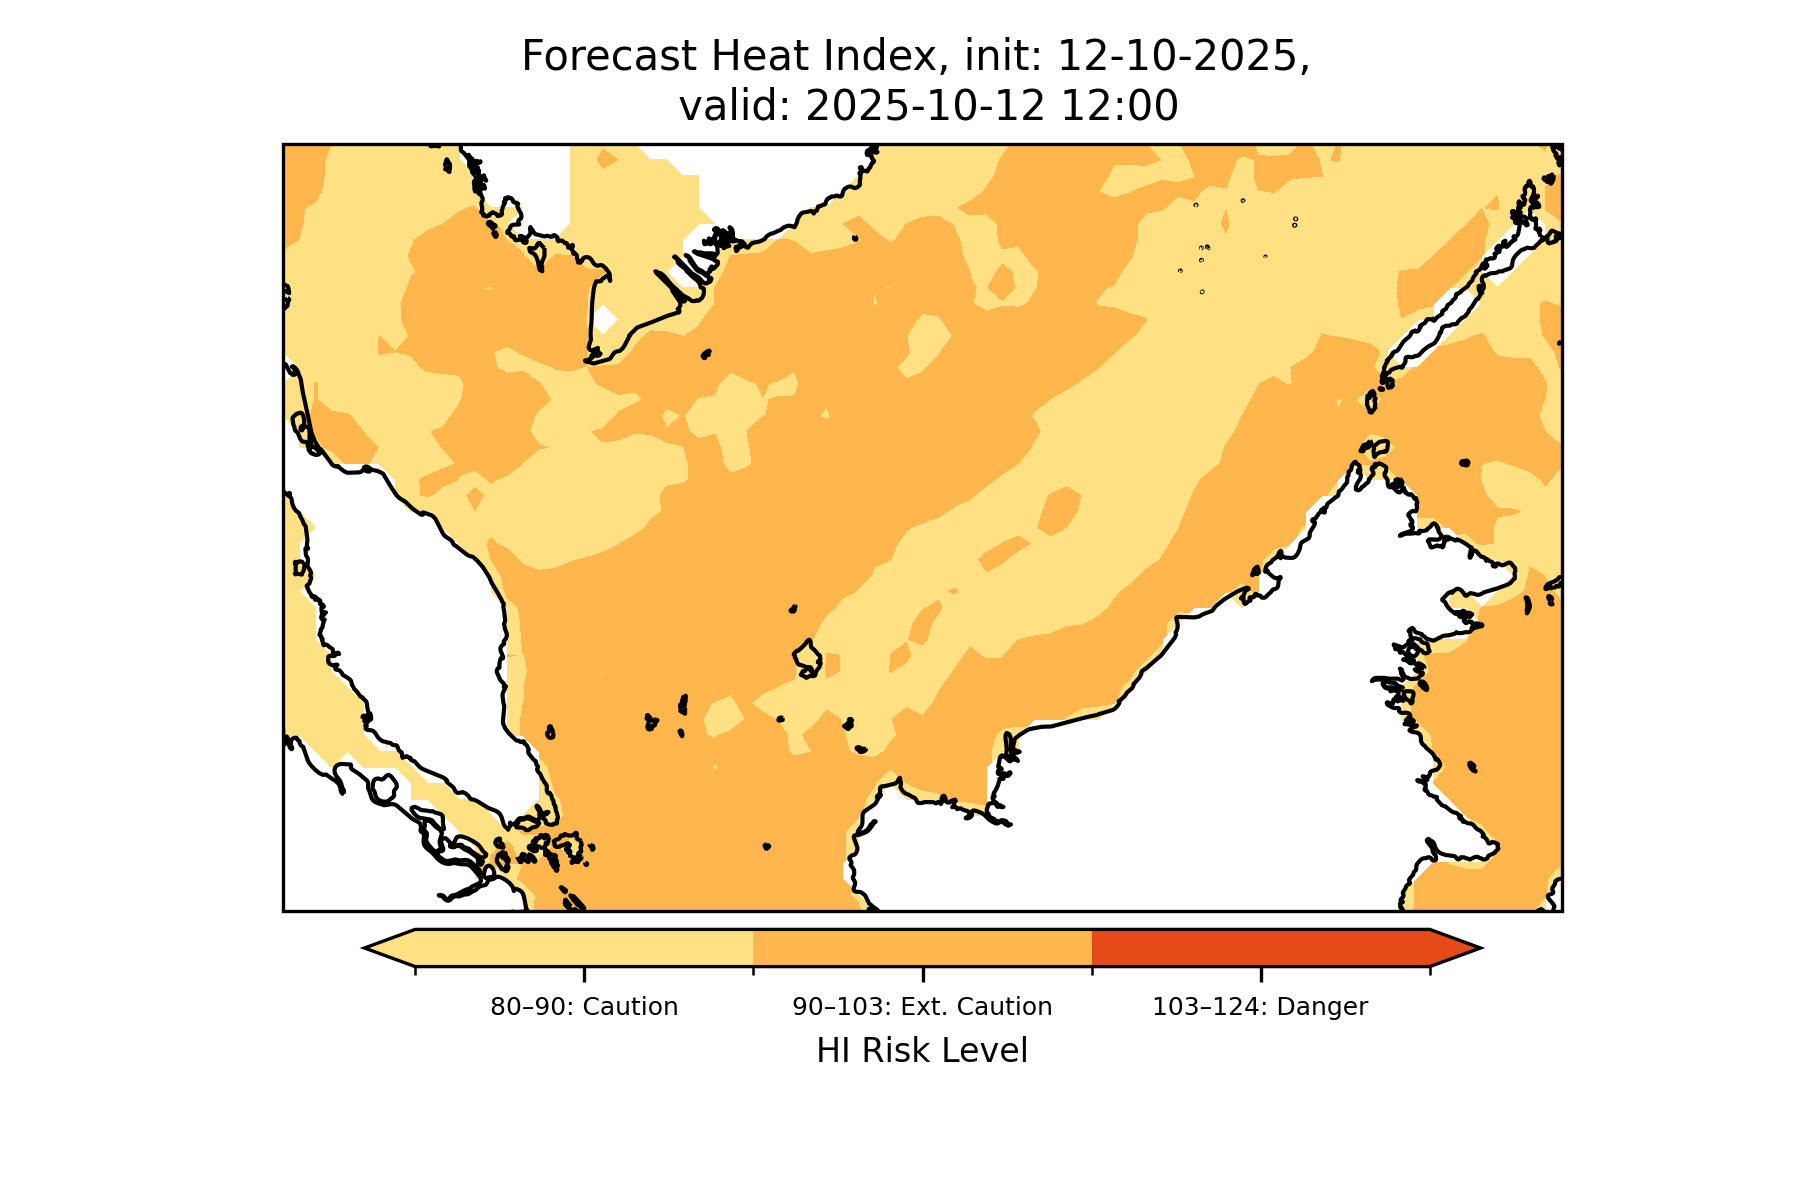 Forecast Heat Index, init: 12-10-2025,
valid: 2025-10-12 12:00
80–90: Caution
90–103: Ext. Caution
103–124: Danger
HI Risk Level